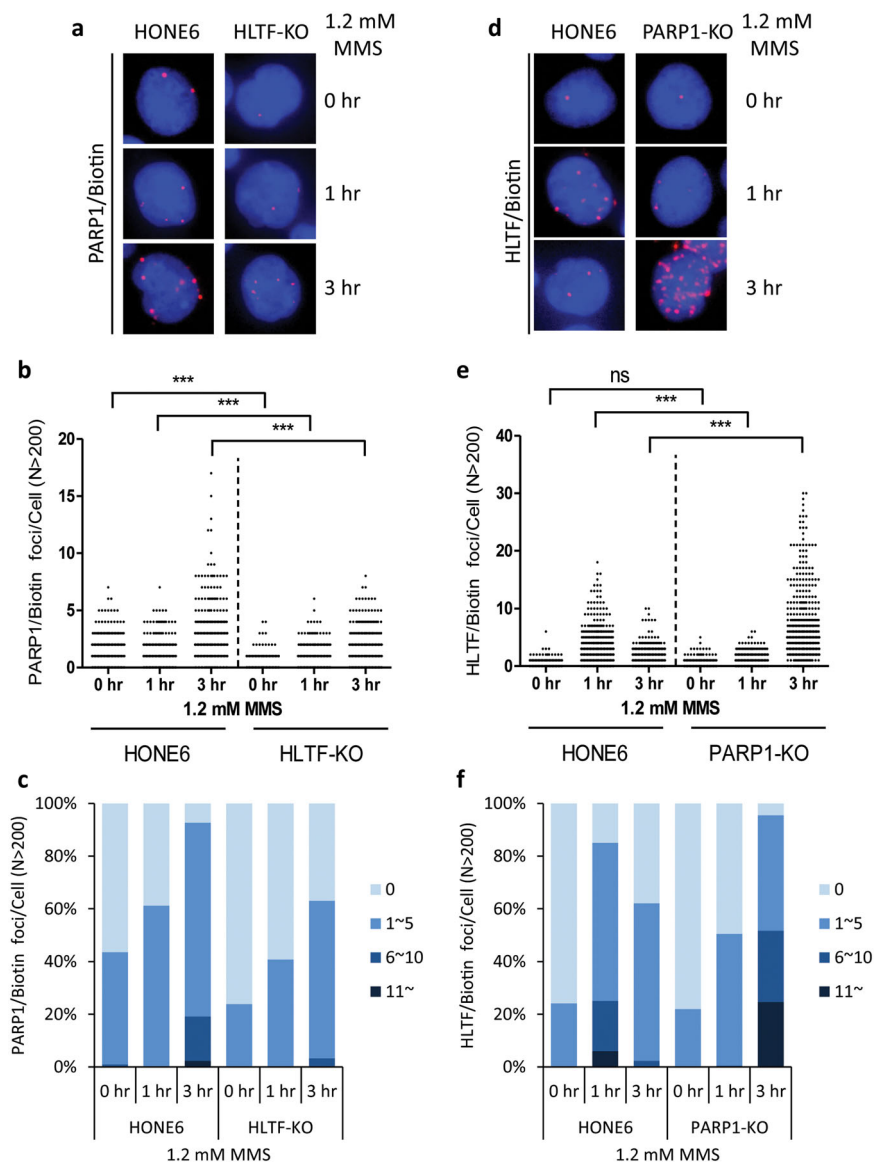 a
HONE6 HLTF-KO 1.2 mM
MMS
PARP1/Biotin
0 hr
1 hr
3 hr
b
***
***
***
PARP1/Biotin foci/Cell (N>200)
20
15
10
5
0
0 hr 1 hr 3 hr 0 hr 1 hr 3 hr
1.2 mM MMS
HONE6 HLTF-KO
c
PARP1/Biotin foci/Cell (N>200)
100%
80%
60%
40%
20%
0%
0
1~5
6~10
11~
0 hr 1 hr 3 hr 0 hr 1 hr 3 hr
HONE6 HLTF-KO
1.2 mM MMS
d
HONE6 PARP1-KO 1.2 mM
MMS
HLTF/Biotin
0 hr
1 hr
3 hr
e
ns
***
***
HLTF/Biotin foci/Cell (N>200)
40
30
20
10
0
0 hr 1 hr 3 hr 0 hr 1 hr 3 hr
1.2 mM MMS
HONE6 PARP1-KO
f
HLTF/Biotin foci/Cell (N>200)
100%
80%
60%
40%
20%
0%
0
1~5
6~10
11~
0 hr 1 hr 3 hr 0 hr 1 hr 3 hr
HONE6 PARP1-KO
1.2 mM MMS